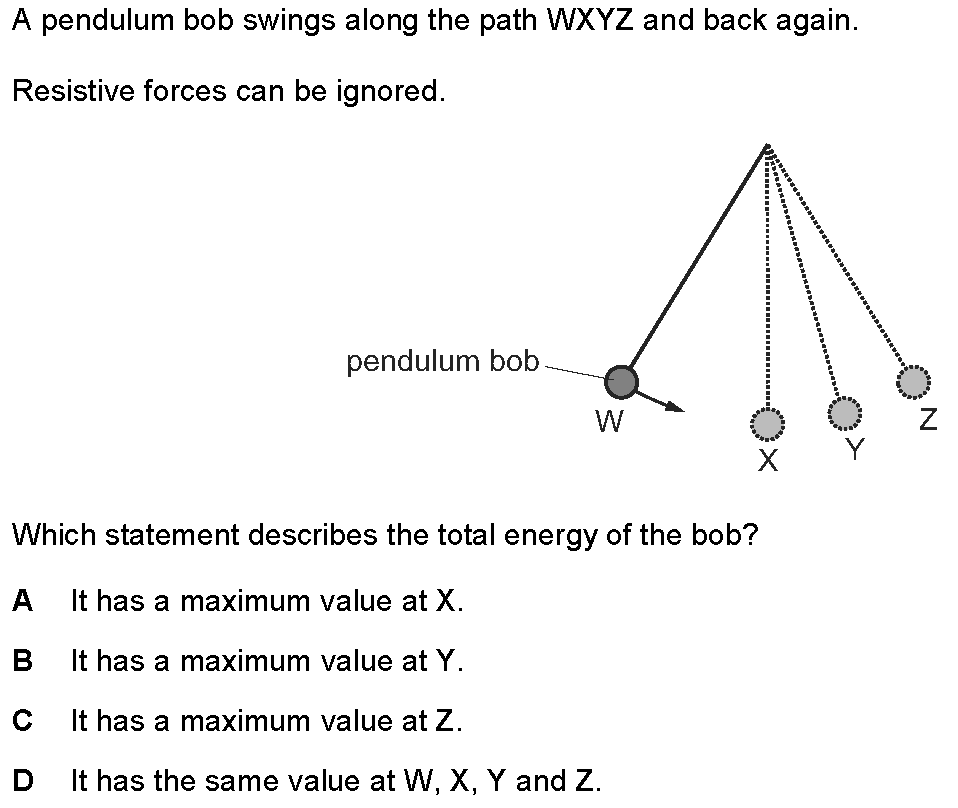 A pendulum bob swings along the path WXYZ and back again.
Resistive forces can be ignored.
pendulum bob
W
X
Y
Z
Which statement describes the total energy of the bob?
A It has a maximum value at X.
B It has a maximum value at Y.
C It has a maximum value at Z.
D It has the same value at W, X, Y and Z.